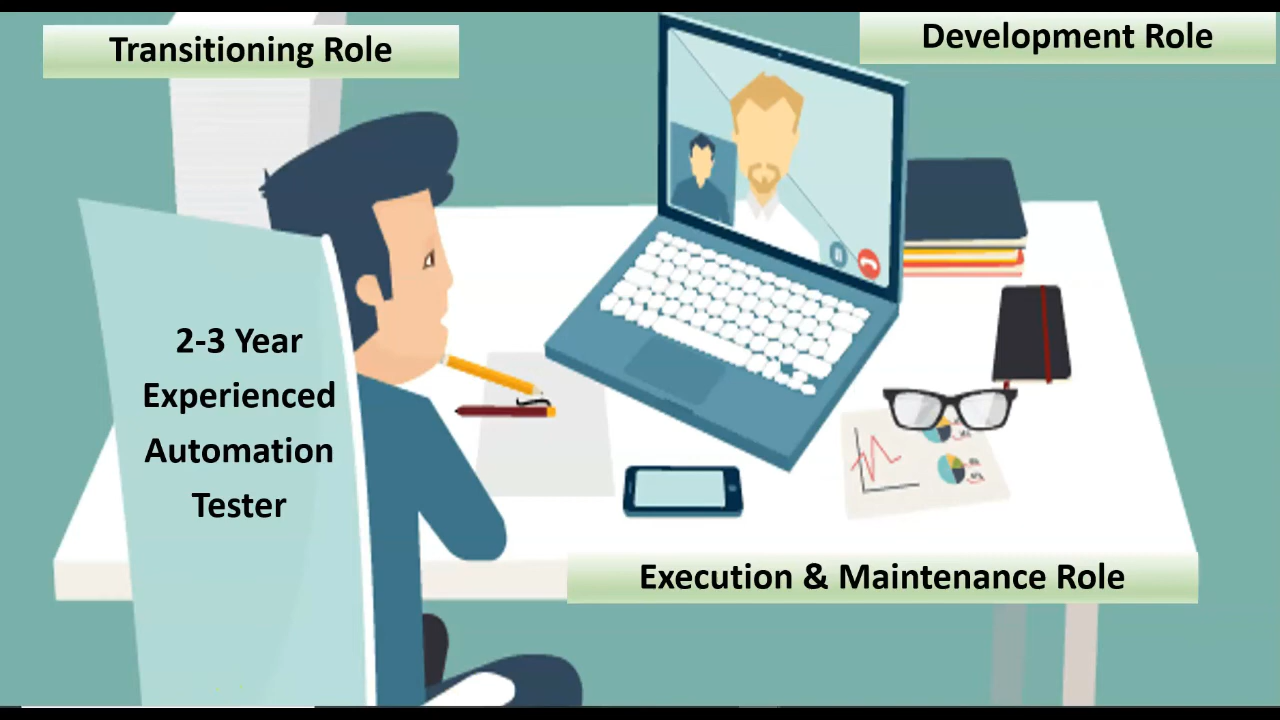 Transitioning Role
Development Role
2-3 Year
Experienced
Automation
Tester
Execution & Maintenance Role